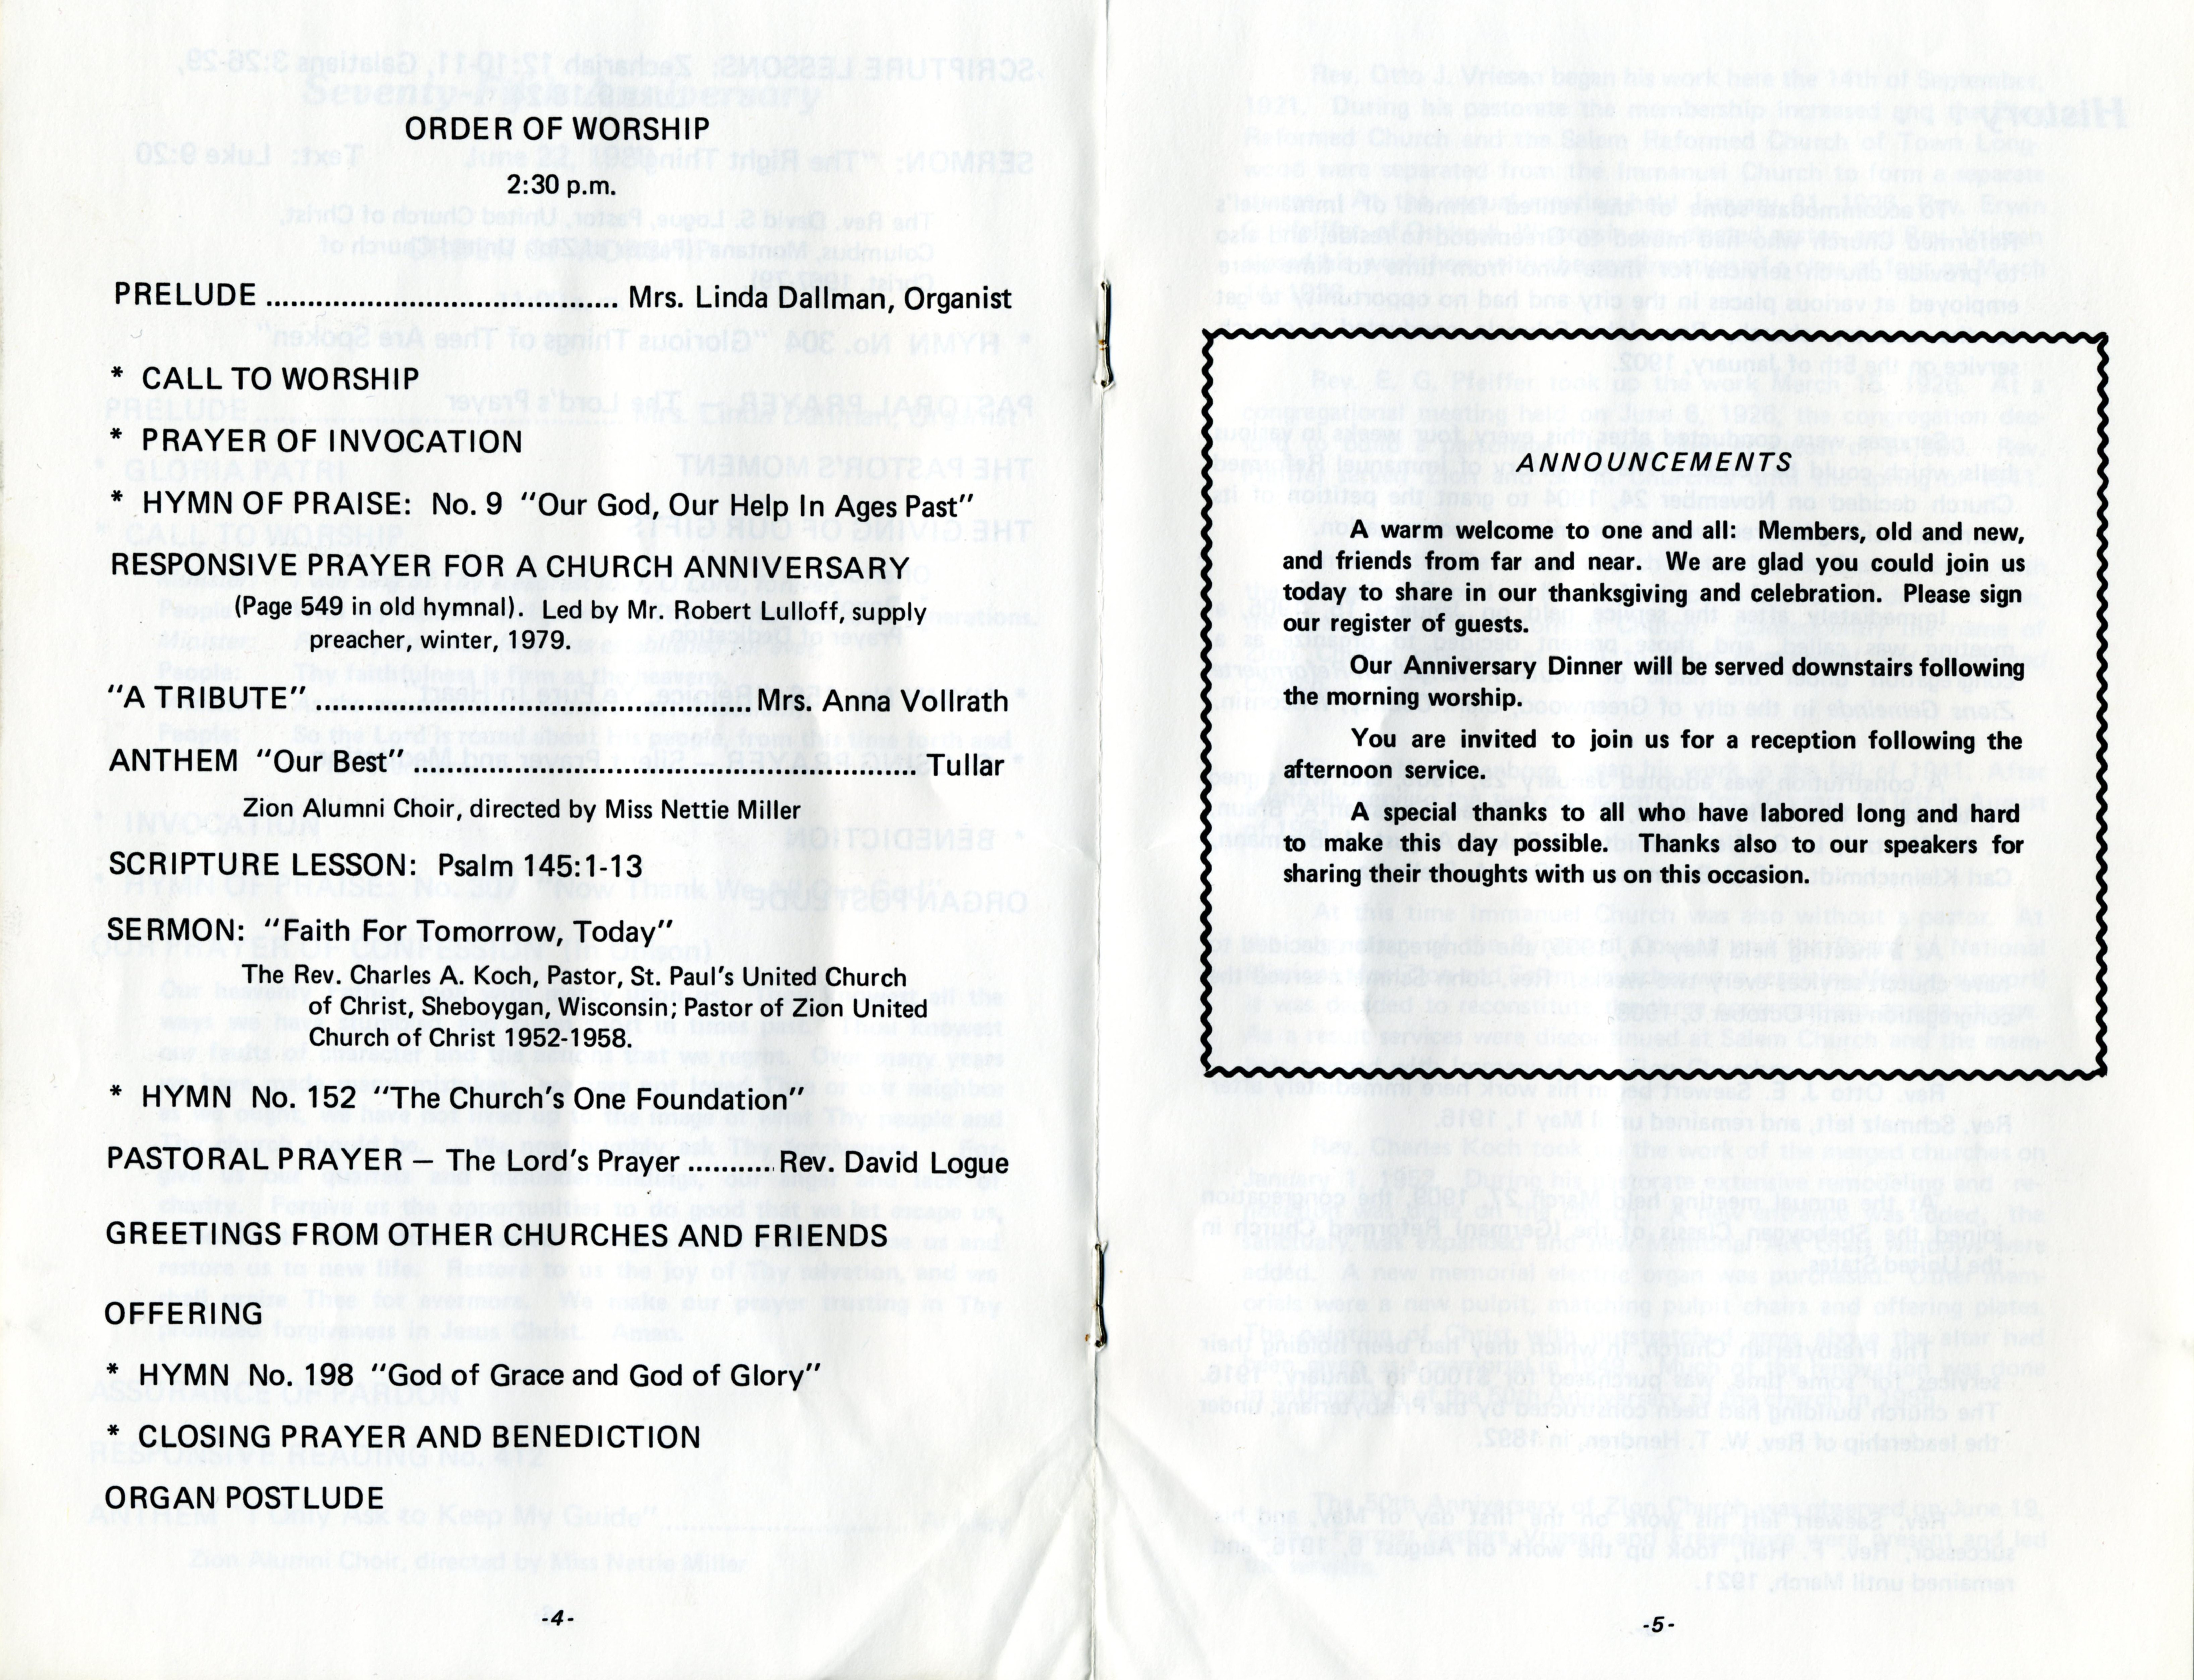 ORDER OF WORSHIP
2:30 p.m.
PRELUDE ........................................... Mrs. Linda Dallman, Organist
* CALL TO WORSHIP
* PRAYER OF INVOCATION
* HYMN OF PRAISE: No. 9 "Our God, Our Help In Ages Past"
RESPONSIVE PRAYER FOR A CHURCH ANNIVERSARY
(Page 549 in old hymnal). Led by Mr. Robert Lulloff, supply
preacher, winter, 1979.
"A TRIBUTE" ..................................................... Mrs. Anna Vollrath
ANTHEM "Our Best" ............................................................. Tullar
Zion Alumni Choir, directed by Miss Nettie Miller
SCRIPTURE LESSON: Psalm 145:1-13
SERMON: "Faith For Tomorrow, Today"
The Rev. Charles A. Koch, Pastor, St. Paul's United Church
of Christ, Sheboygan, Wisconsin; Pastor of Zion United
Church of Christ 1952-1958.
* HYMN No. 152 "The Church's One Foundation"
PASTORAL PRAYER – The Lord's Prayer .......... Rev. David Logue
GREETINGS FROM OTHER CHURCHES AND FRIENDS
OFFERING
* HYMN No. 198 "God of Grace and God of Glory"
* CLOSING PRAYER AND BENEDICTION
ORGAN POSTLUDE
-4-
ANNOUNCEMENTS
A warm welcome to one and all: Members, old and new,
and friends from far and near. We are glad you could join us
today to share in our thanksgiving and celebration. Please sign
our register of guests.
Our Anniversary Dinner will be served downstairs following
the morning worship.
You are invited to join us for a reception following the
afternoon service.
A special thanks to all who have labored long and hard
to make this day possible. Thanks also to our speakers for
sharing their thoughts with us on this occasion.
-5-